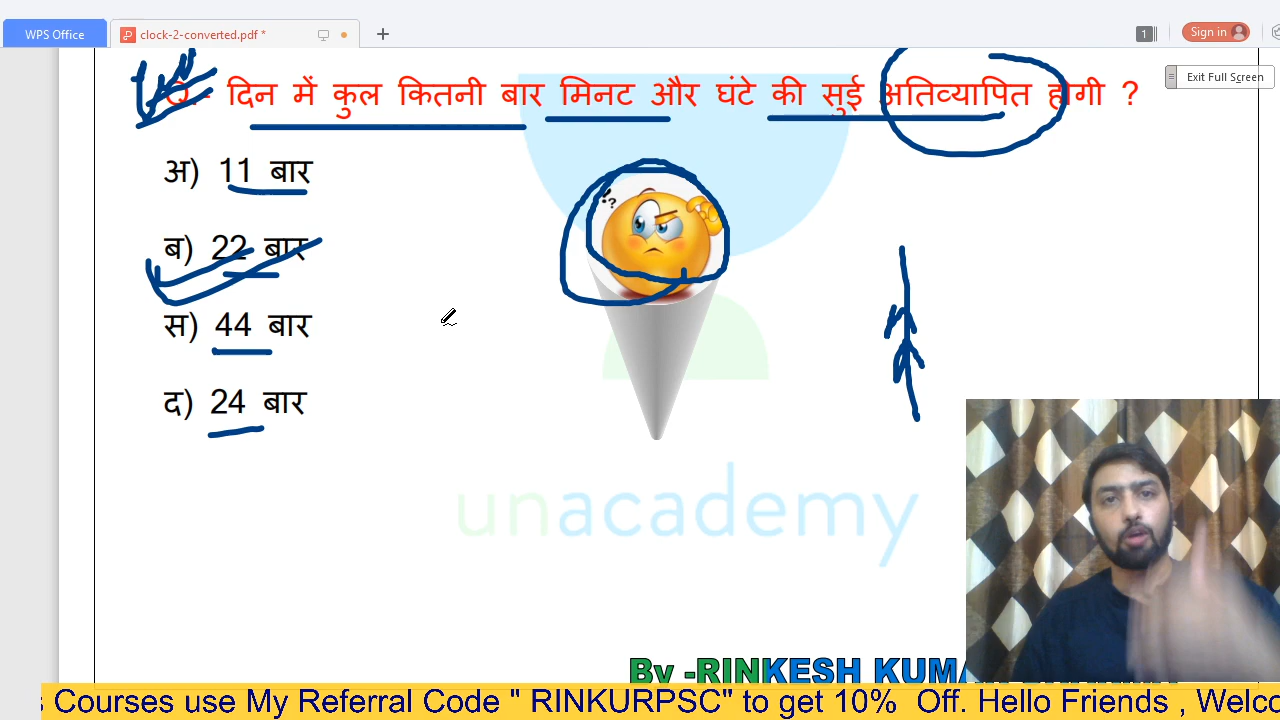 WPS Office
clock-2-converted.pdf *
1
Sign in
Exit Full Screen
Q.- दिन में कुल कितनी बार मिनट और घंटे की सुई अतिव्यापित होगी ?
अ) 11 बार
ब) 22 बार
स) 44 बार
द) 24 बार
unacademy
By -RINKESH KUMA
s Courses use My Referral Code " RINKURPSC" to get 10% Off. Hello Friends , Welco